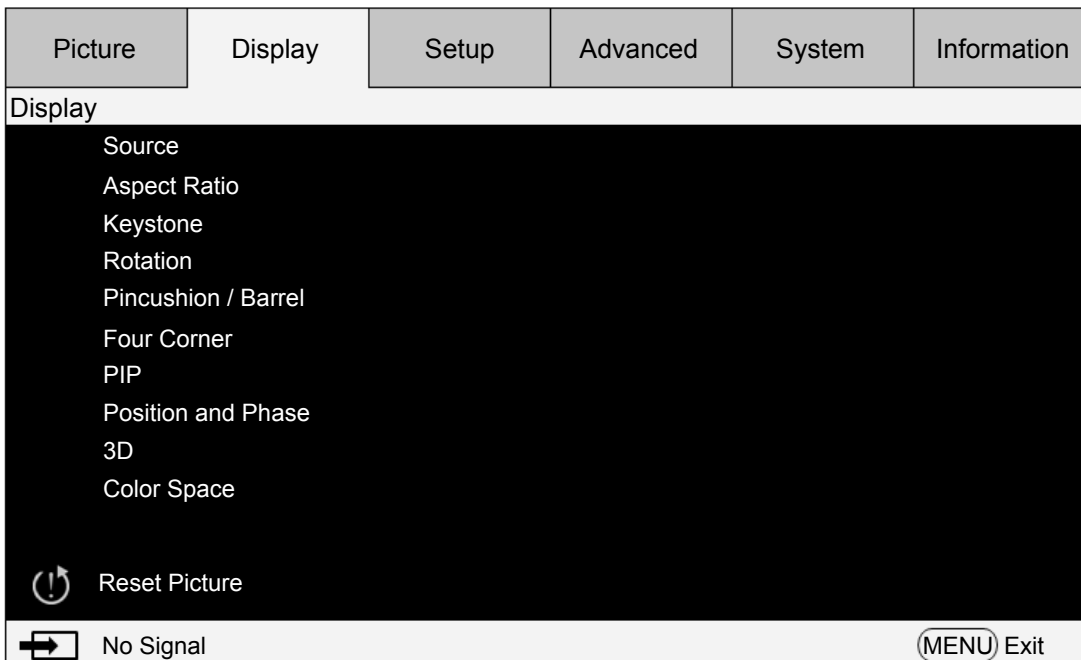 Picture Display Setup Advanced System Information
Display
Source
Aspect Ratio
Keystone
Rotation
Pincushion / Barrel
Four Corner
PIP
Position and Phase
3D
Color Space
Reset Picture
No Signal MENU Exit